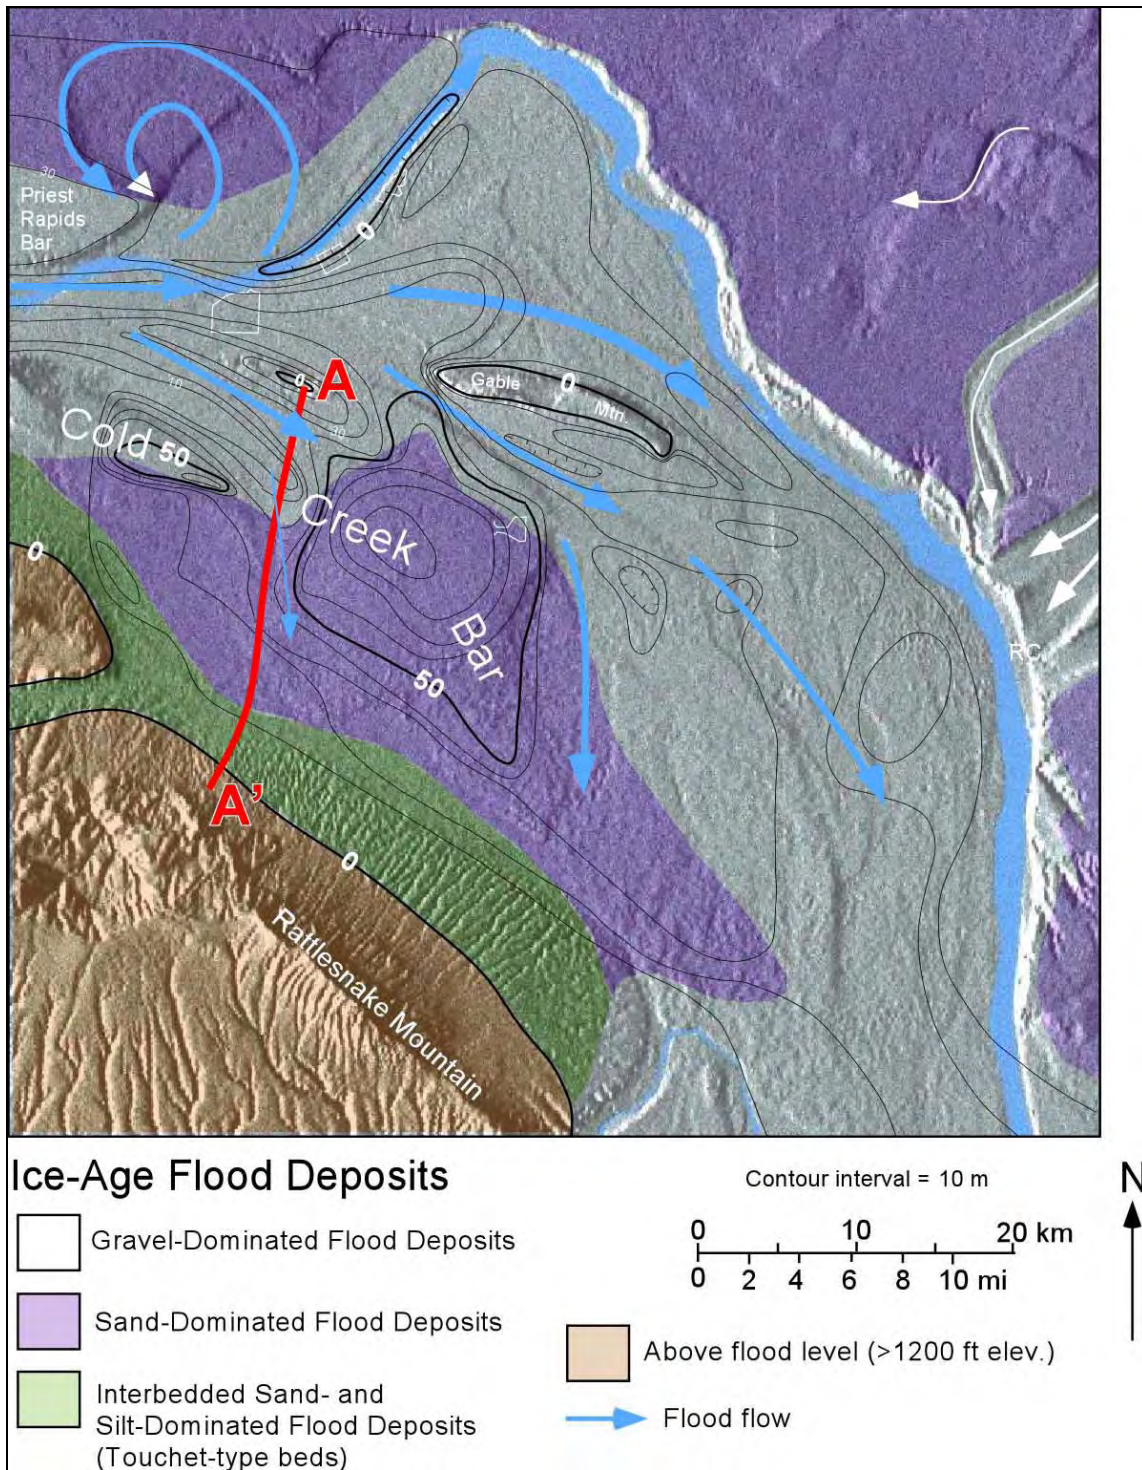 30
Priest
Rapids
Bar
0
A
0
Gable
0
Mtn.
10
30
Cold
50
Creek
Bar
50
0
RC
A’
0
Rattlesnake Mountain
Ice-Age Flood Deposits
Gravel-Dominated Flood Deposits
Sand-Dominated Flood Deposits
Interbedded Sand- and
Silt-Dominated Flood Deposits
(Touchet-type beds)
Contour interval = 10 m
0 10 20 km
0 2 4 6 8 10 mi
Above flood level (>1200 ft elev.)
Flood flow
N